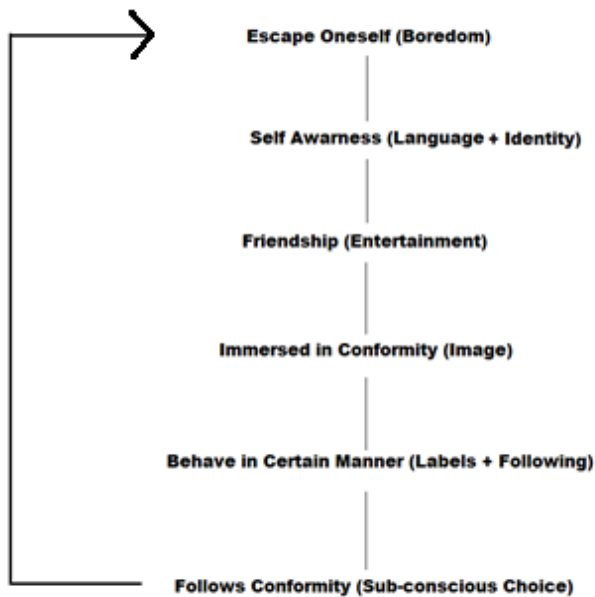 Escape Oneself (Boredom)
Self Awarness (Language + Identity)
Friendship (Entertainment)
Immersed in Conformity (Image)
Behave in Certain Manner (Labels + Following)
Follows Conformity (Sub-conscious Choice)